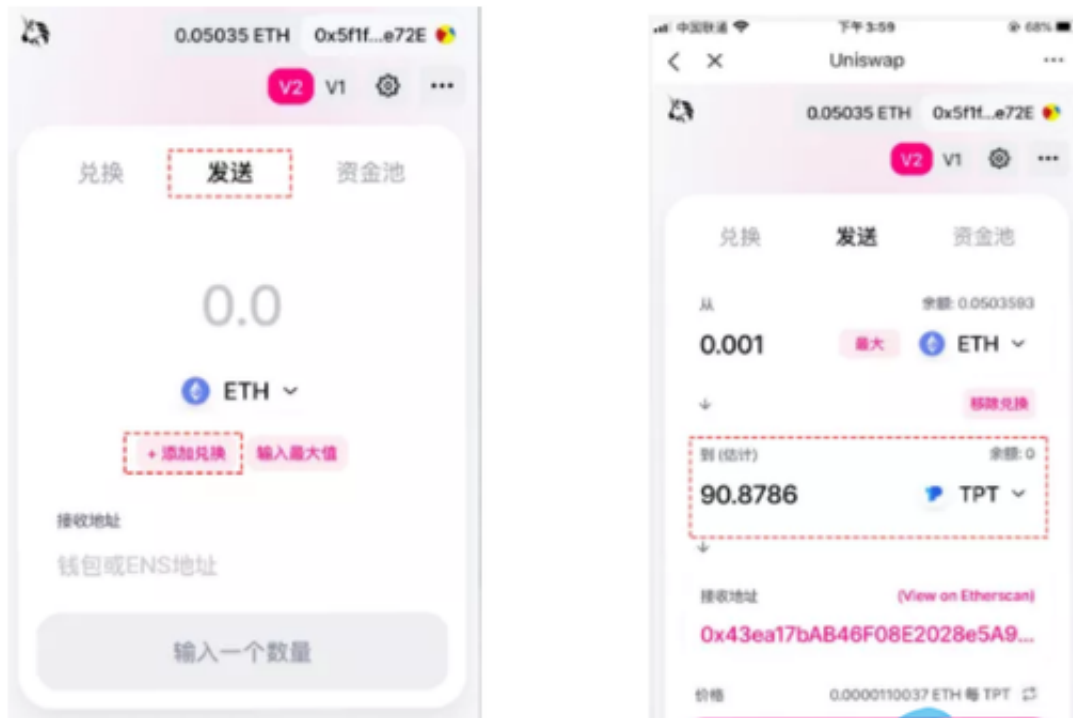 0.05035 ETH 0x5f1f...e72E
V2 V1 ...
兑换 发送 资金池
0.0
ETH
+ 添加兑换 输入最大值
接收地址
钱包或ENS地址
输入一个数量
中国联通 下午3:59 68%
Uniswap ...
0.05035 ETH 0x5f1f...e72E
V2 V1 ...
兑换 发送 资金池
从 余额: 0.0503593
0.001 最大 ETH
移除兑换
到 (估计) 余额: 0
90.8786 TPT
接收地址 (View on Etherscan)
0x43ea17bAB46F08E2028e5A9...
价格 0.0000110037 ETH 每 TPT